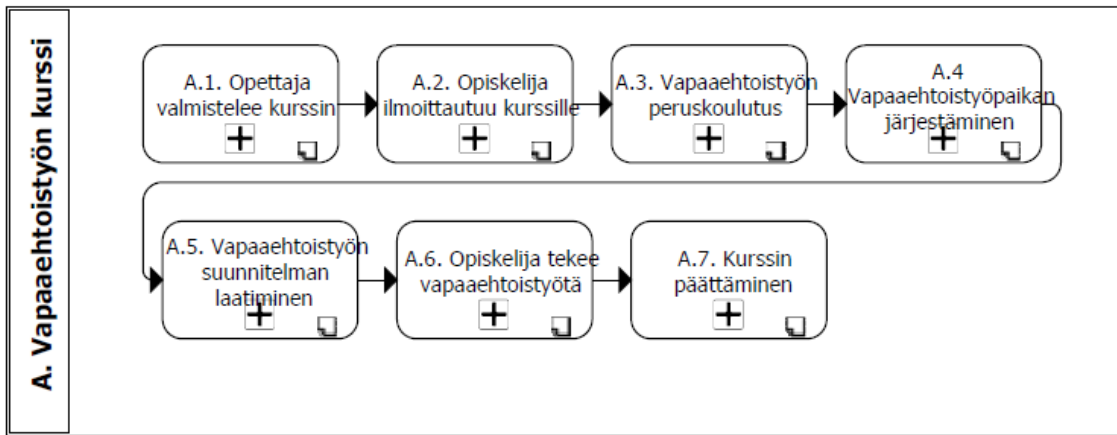 A. Vapaaehtoistyön kurssi
A.1. Opettaja
valmistelee kurssin
A.2. Opiskelija
ilmoittautuu kurssille
A.3. Vapaaehtoistyön
peruskoulutus
A.4
Vapaaehtoistyöpaikan
järjestäminen
A.5. Vapaaehtoistyön
suunnitelman
laatiminen
A.6. Opiskelija tekee
vapaaehtoistyötä
A.7. Kurssin
päättäminen